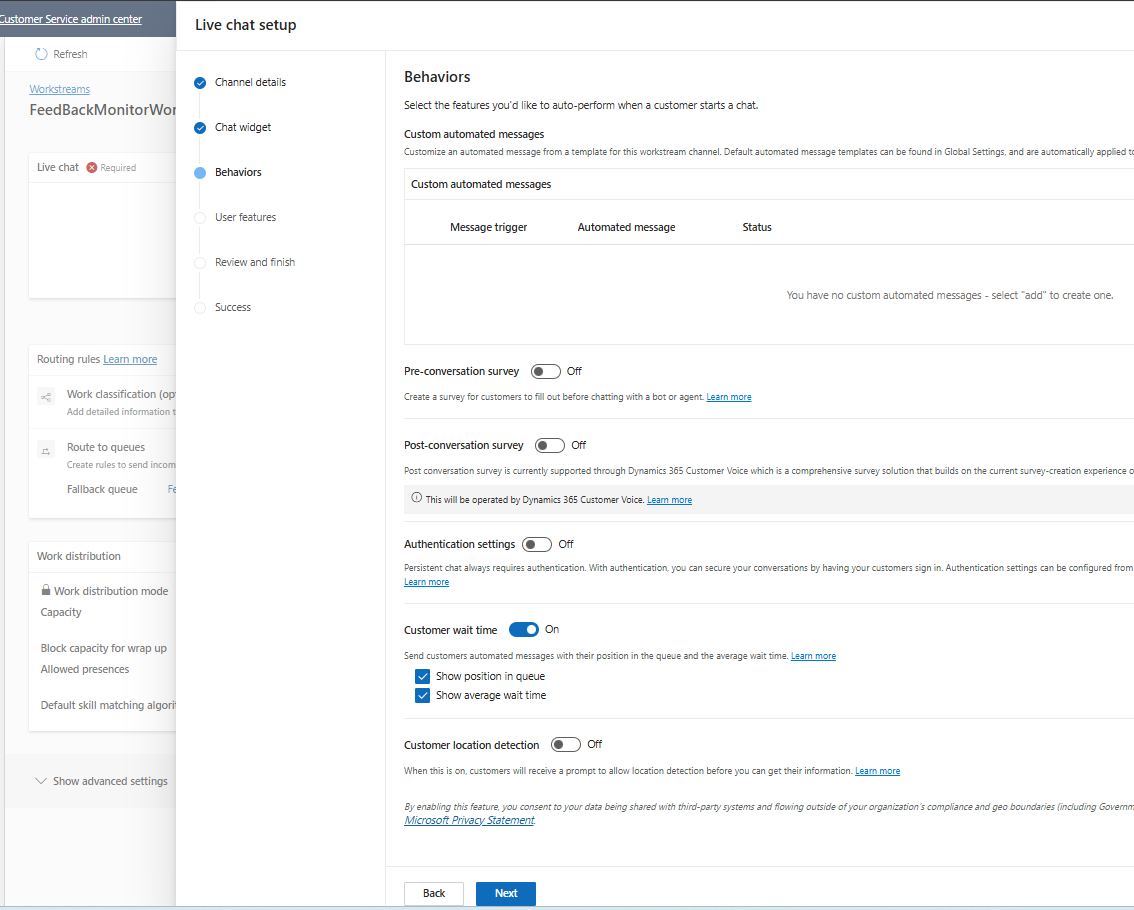 Customer Service admin center
Live chat setup
Refresh
Workstreams
FeedBackMonitorWor
Live chat Required
Routing rules Learn more
Work classification (op
Add detailed information t
Route to queues
Create rules to send incom
Fallback queue Fe
Work distribution
Work distribution mode
Capacity
Block capacity for wrap up
Allowed presences
Default skill matching algorit
Show advanced settings
Channel details
Chat widget
Behaviors
User features
Review and finish
Success
Behaviors
Select the features you'd like to auto-perform when a customer starts a chat.
Custom automated messages
Customize an automated message from a template for this workstream channel. Default automated message templates can be found in Global Settings, and are automatically applied to
Custom automated messages
Message trigger Automated message Status
You have no custom automated messages - select "add" to create one.
Pre-conversation survey Off
Create a survey for customers to fill out before chatting with a bot or agent. Learn more
Post-conversation survey Off
Post conversation survey is currently supported through Dynamics 365 Customer Voice which is a comprehensive survey solution that builds on the current survey-creation experience o
This will be operated by Dynamics 365 Customer Voice. Learn more
Authentication settings Off
Persistent chat always requires authentication. With authentication, you can secure your conversations by having your customers sign in. Authentication settings can be configured from
Learn more
Customer wait time On
Send customers automated messages with their position in the queue and the average wait time. Learn more
Show position in queue
Show average wait time
Customer location detection Off
When this is on, customers will receive a prompt to allow location detection before you can get their information. Learn more
By enabling this feature, you consent to your data being shared with third-party systems and flowing outside of your organization's compliance and geo boundaries (including Governm
Microsoft Privacy Statement.
Back Next